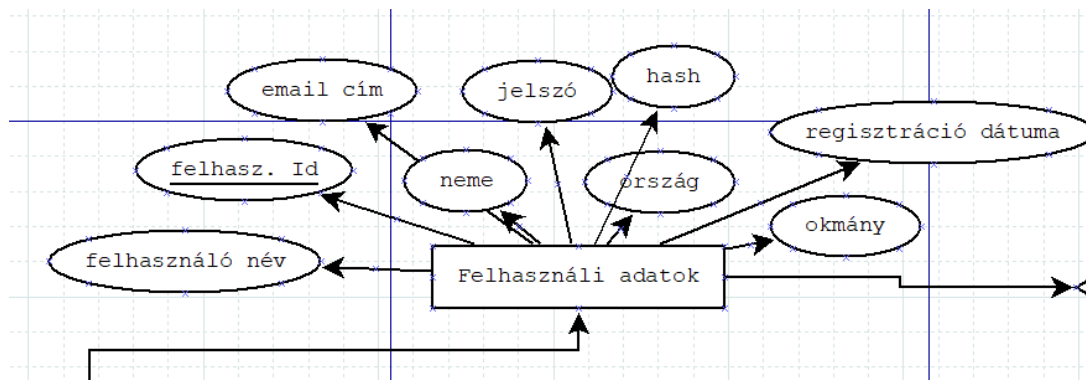 email cím
jelszó
hash
regisztráció dátuma
felhasz. Id
neme
ország
okmány
felhasználó név
Felhasználi adatok